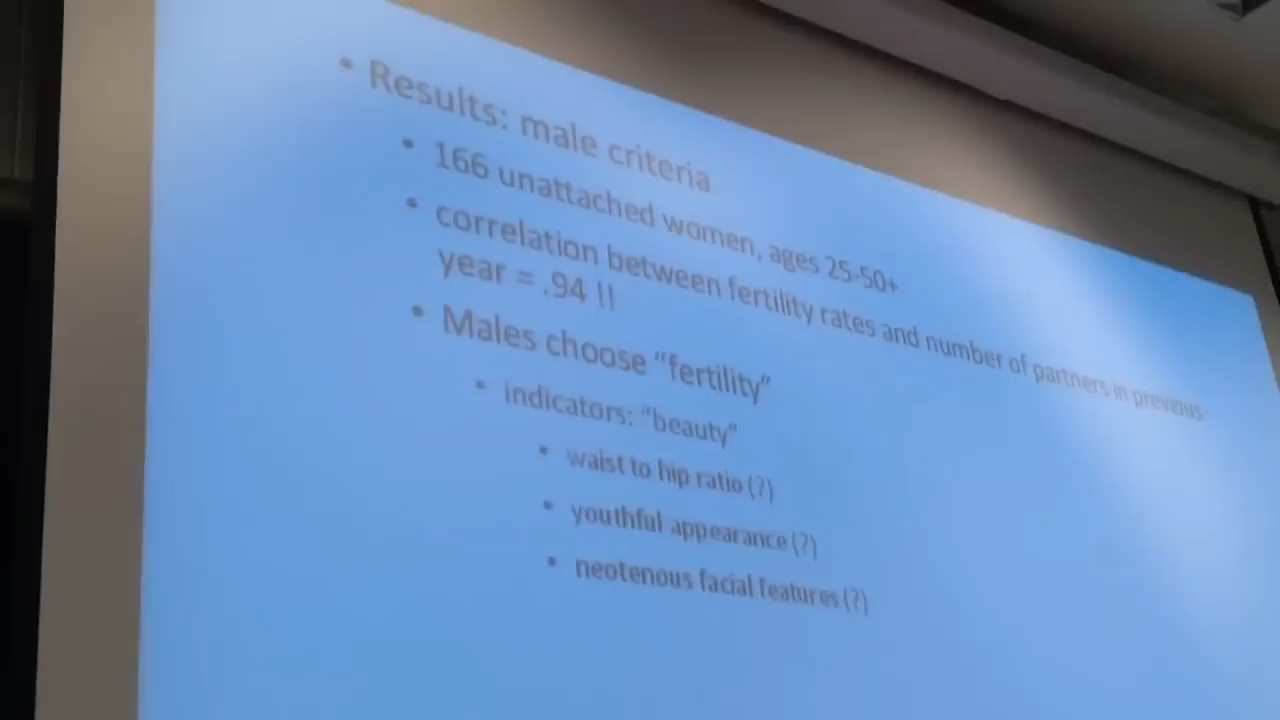 • Results: male criteria
• 166 unattached women, ages 25-50+
• correlation between fertility rates and number of partners in previous
year = .94 !!
• Males choose “fertility”
• indicators: “beauty”
• waist to hip ratio (?)
• youthful appearance (?)
• neotenous facial features (?)